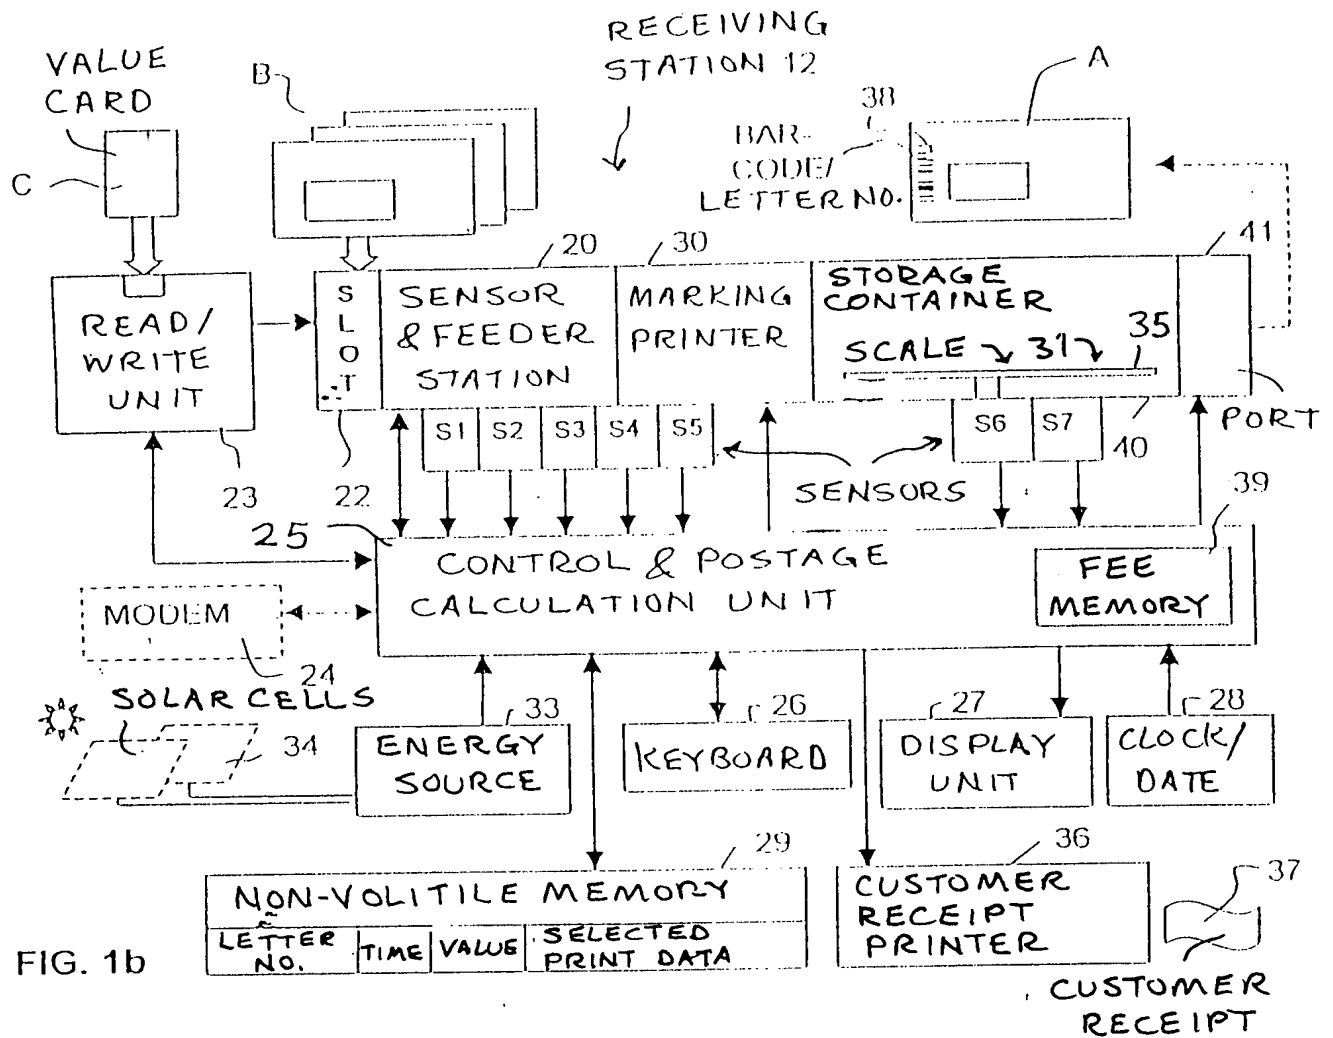 RECEIVING
STATION 12
VALUE
CARD
B
A
C
38
BAR-
CODE/
LETTER NO.
20
30
41
SLOT
SENSOR
& FEEDER
STATION
MARKING
PRINTER
STORAGE
CONTAINER
SCALE 31
35
READ/
WRITE
UNIT
PORT
S1 S2 S3 S4 S5
S6 S7
40
SENSORS
23
22
39
25
CONTROL & POSTAGE
CALCULATION UNIT
FEE
MEMORY
MODEM
24
SOLAR CELLS
34
33
ENERGY
SOURCE
26
KEYBOARD
27
DISPLAY
UNIT
28
CLOCK/
DATE
29
NON-VOLITILE MEMORY
LETTER
NO.
TIME
VALUE
SELECTED
PRINT DATA
36
CUSTOMER
RECEIPT
PRINTER
37
CUSTOMER
RECEIPT
FIG. 1b